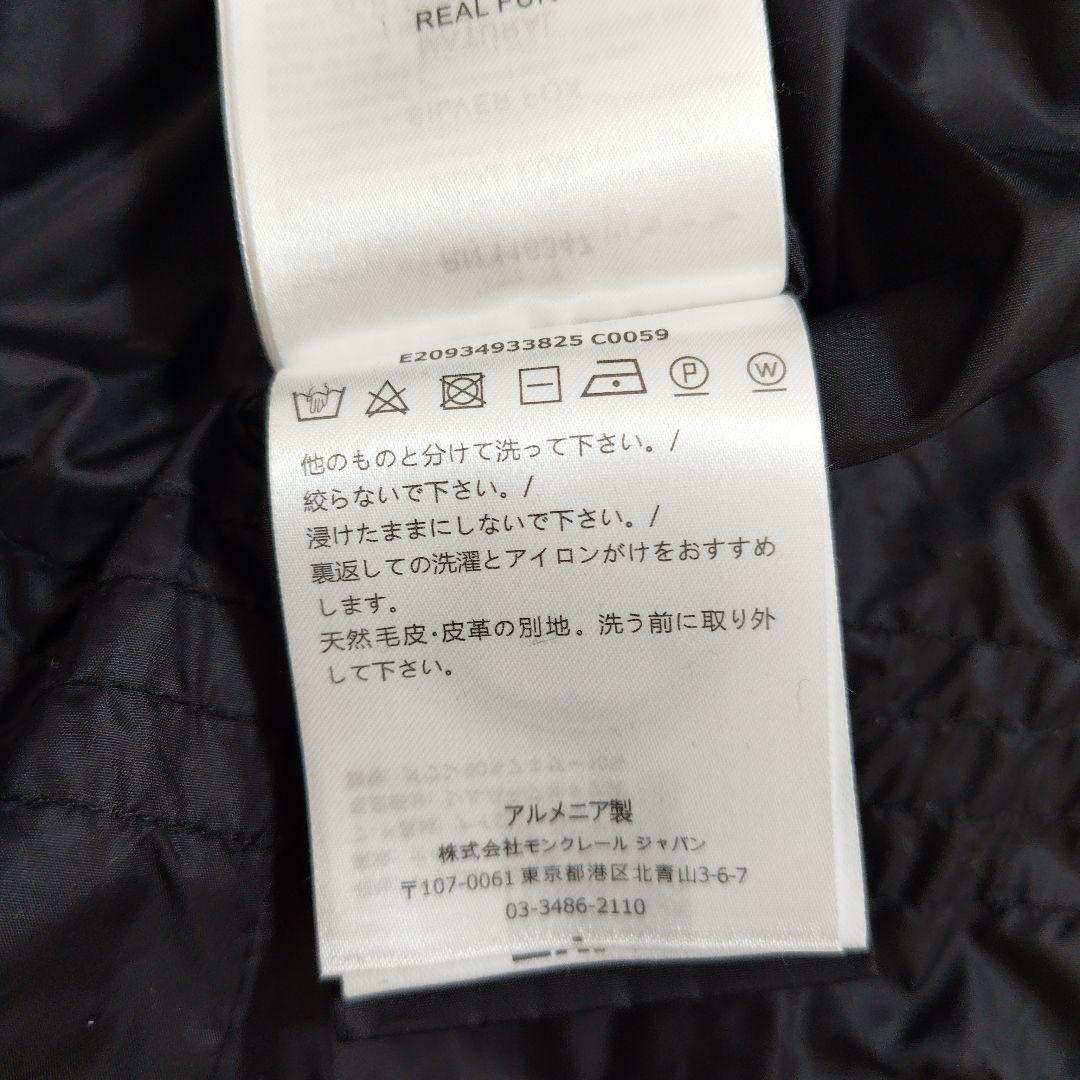 REAL FUR
E20934933825 C0059
P W
他のものと分けて洗って下さい。/
絞らないで下さい。/
浸けたままにしないで下さい。/
裏返しての洗濯とアイロンがけをおすすめ
します。
天然毛皮･皮革の別地。洗う前に取り外
して下さい。
アルメニア製
株式会社モンクレール ジャパン
〒107-0061 東京都港区北青山3-6-7
03-3486-2110